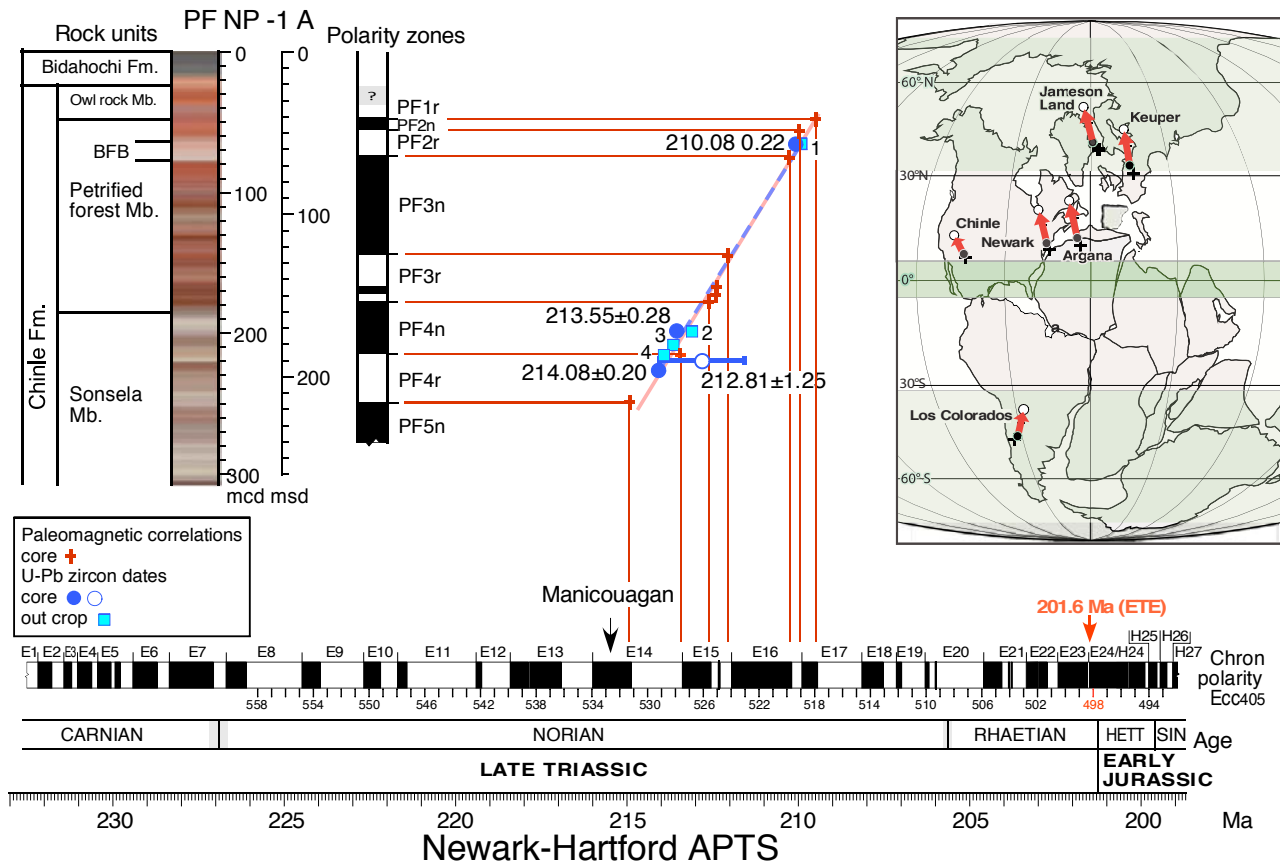 PF NP -1 A
Rock units
Polarity zones
Bidahochi Fm.
Owl rock Mb.
BFB
Petrified
forest Mb.
Chinle Fm.
Sonsela
Mb.
0
100
200
300
mcd
0
100
200
msd
?
PF1r
PF2n
PF2r
PF3n
PF3r
PF4n
PF4r
PF5n
210.08 0.22
1
213.55±0.28
3
2
4
214.08±0.20
212.81±1.25
60° N
Jameson
Land
Keuper
30°N
Chinle
Newark
Argana
0°
a
30°S
Los Colorados
60° S
Paleomagnetic correlations
core
U-Pb zircon dates
core
out crop
Manicouagan
201.6 Ma (ETE)
H25 H26
E1 E2 E3 E4 E5 E6 E7 E8 E9 E10 E11 E12 E13 E14 E15 E16 E17 E18 E19 E20 E21 E22 E23 E24/H24 H27
Chron
polarity
Ecc405
558 554 550 546 542 538 534 530 526 522 518 514 510 506 502 498 494
CARNIAN NORIAN RHAETIAN HETT SIN Age
LATE TRIASSIC
EARLY
JURASSIC
230 225 220 215 210 205 200 Ma
Newark-Hartford APTS